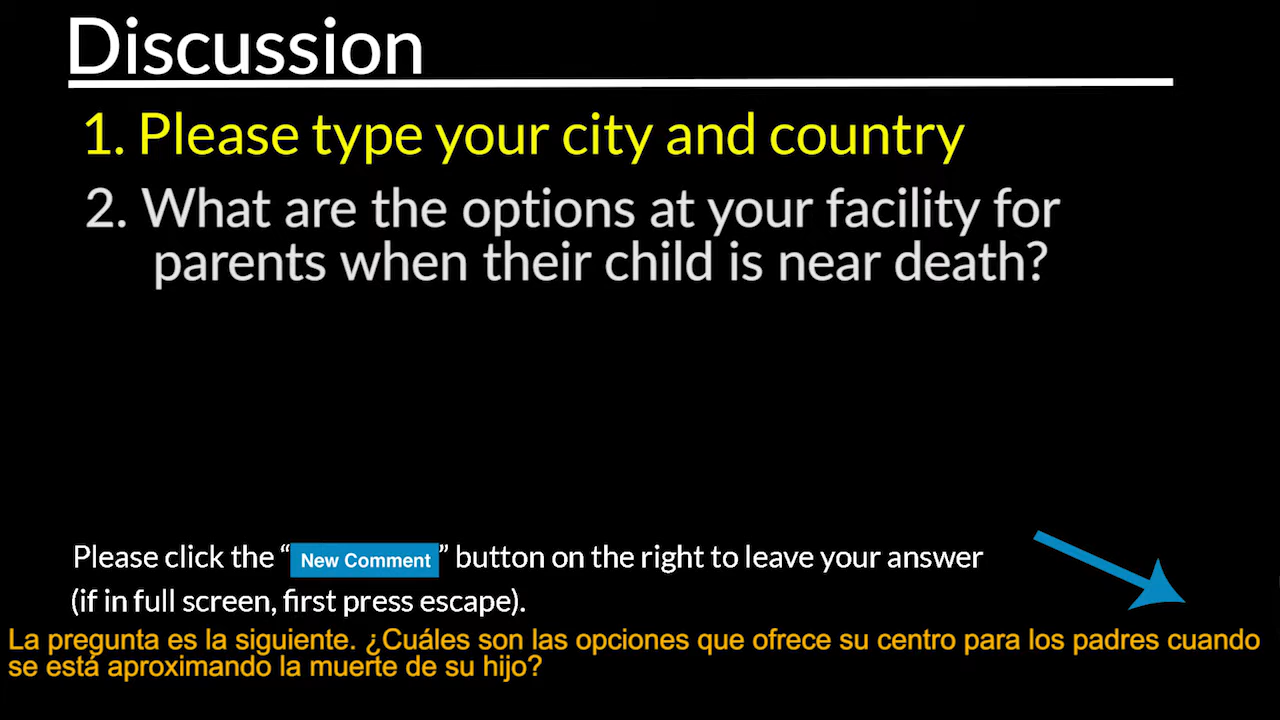 Discussion
1. Please type your city and country
2. What are the options at your facility for
parents when their child is near death?
Please click the “New Comment” button on the right to leave your answer
(if in full screen, first press escape).
La pregunta es la siguiente. ¿Cuáles son las opciones que ofrece su centro para los padres cuando
se está aproximando la muerte de su hijo?